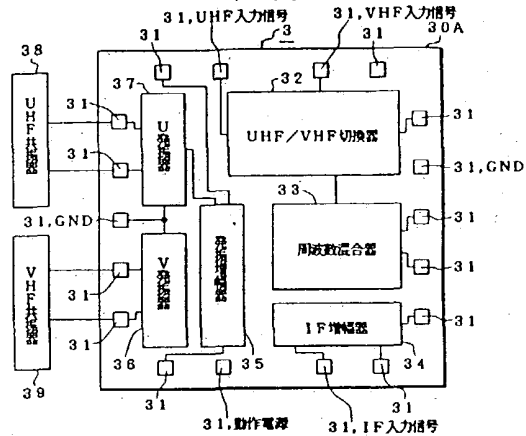 31,UHF入力信号
31,VHF入力信号
31
3
31
30A
38
37
32
UHF共振器
31
U発振器
UHF/VHF切換器
31
31
31,GND
33
31,GND
31
VHF共振器
31
V発振器
発振増幅器
周波数混合器
31
31
IF増幅器
31
39
36
35
34
31
31,動作電源
31,IF入力信号
31